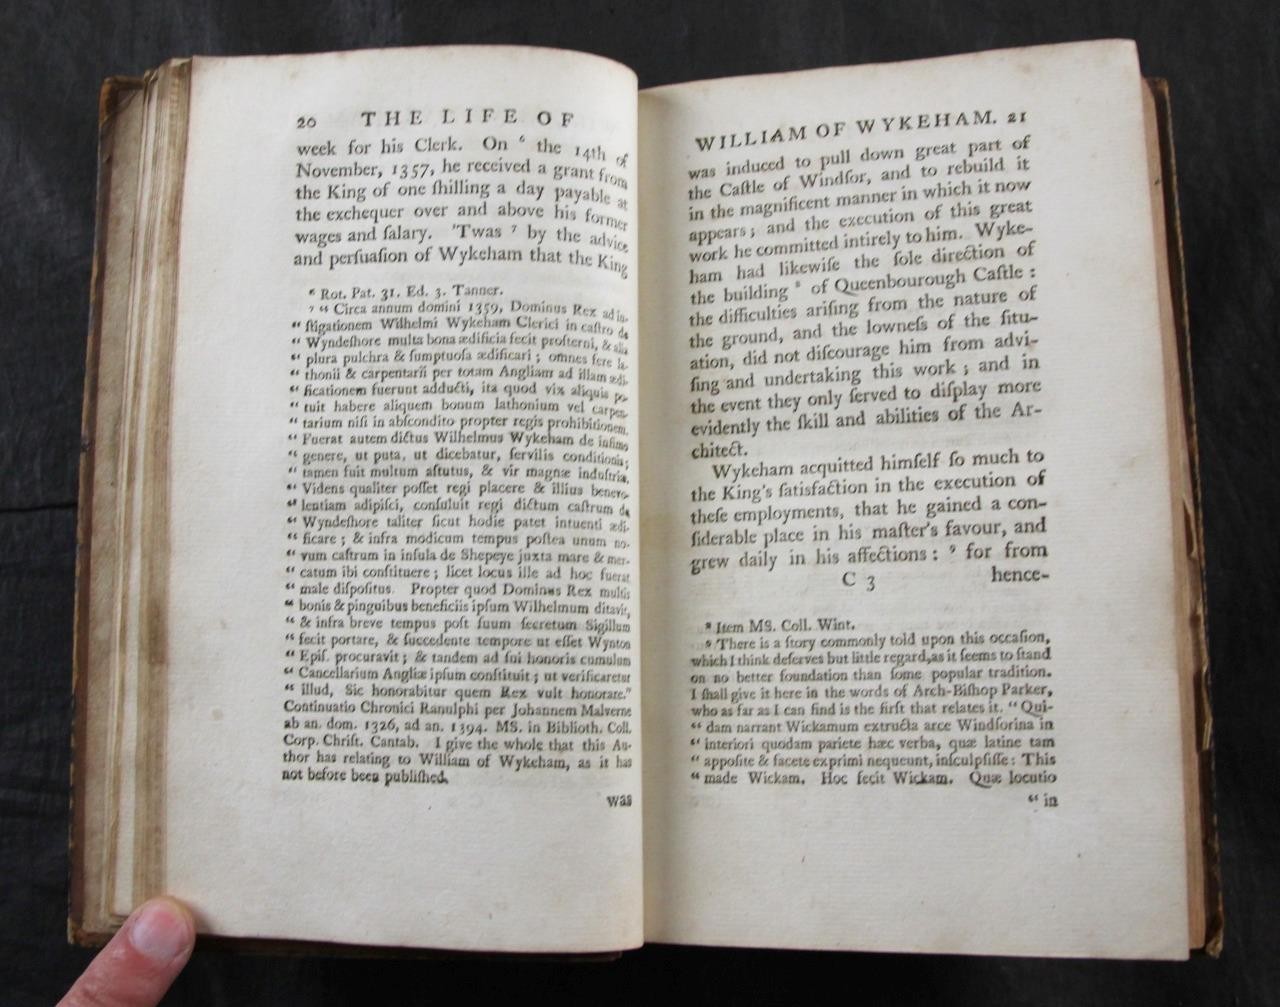 20 THE LIFE OF
week for his Clerk. On ⁶ the 14th of
November, 1357, he received a grant from
the King of one ſhilling a day payable at
the exchequer over and above his former
wages and ſalary. 'Twas ⁷ by the advice
and perſuaſion of Wykeham that the King
⁶ Rot. Pat. 31. Ed. 3. Tanner.
⁷ “ Circa annum domini 1359, Dominus Rex ad in-
“ ſtigationem Wilhelmi Wykeham Clerici in caſtro de
“ Wyndeſhore multa bona ædificia fecit proſterni, & alia
“ plura pulchra & ſumptuoſa ædificari ; omnes fere la-
“ thonii & carpentarii per totam Angliam ad illam ædi-
“ ficationem fuerunt adducti, ita quod vix aliquis po-
“ tuit habere aliquem bonum lathonium vel carpen-
“ tarium niſi in abſcondito propter regis prohibitionem.
“ Fuerat autem dictus Wilhelmus Wykeham de infimo
“ genere, ut puta, ut dicebatur, ſervilis conditionis;
“ tamen fuit multum aſtutus, & vir magnæ induſtriæ.
“ Videns qualiter poſſet regi placere & illius benevo-
“ lentiam adipiſci, conſuluit regi dictum caſtrum de
“ Wyndeſhore taliter ſicut hodie patet intuenti ædi-
“ ficare ; & infra modicum tempus poſtea unum no-
“ vum caſtrum in inſula de Shepeye juxta mare & mer-
“ catum ibi conſtituere ; licet locus ille ad hoc fuerat
“ male diſpoſitus. Propter quod Dominus Rex multis
“ bonis & pinguibus beneficiis ipſum Wilhelmum ditavit,
“ & infra breve tempus poſt ſuum ſecretum Sigillum
“ fecit portare, & ſuccedente tempore ut eſſet Wynton
“ Epiſ. procuravit ; & tandem ad ſui honoris cumulum
“ Cancellarium Angliæ ipſum conſtituit ; ut verificaretur
“ illud, Sic honorabitur quem Rex vult honorare.”
Continuatio Chronici Ranulphi per Johannem Malverne
ab an. dom. 1326, ad an. 1394. MS. in Biblioth. Coll.
Corp. Chriſt. Cantab. I give the whole that this Au-
thor has relating to William of Wykeham, as it has
not before been publiſhed.
was
WILLIAM OF WYKEHAM. 21
was induced to pull down great part of
the Caſtle of Windſor, and to rebuild it
in the magnificent manner in which it now
appears ; and the execution of this great
work he committed intirely to him. Wyke-
ham had likewiſe the ſole direction of
the building ⁸ of Queenbourough Caſtle :
the difficulties ariſing from the nature of
the ground, and the lowneſs of the ſitu-
ation, did not diſcourage him from advi-
ſing and undertaking this work ; and in
the event they only ſerved to diſplay more
evidently the ſkill and abilities of the Ar-
chitect.
Wykeham acquitted himſelf ſo much to
the King's ſatisfaction in the execution of
theſe employments, that he gained a con-
ſiderable place in his maſter's favour, and
grew daily in his affections : ⁹ for from
C 3 hence-
⁸ Item MS. Coll. Wint.
⁹ There is a ſtory commonly told upon this occaſion,
which I think deſerves but little regard, as it ſeems to ſtand
on no better foundation than ſome popular tradition.
I ſhall give it here in the words of Arch-Biſhop Parker,
who as far as I can find is the firſt that relates it. “ Qui-
“ dam narrant Wickamum extructa arce Windſorina in
“ interiori quodam pariete hæc verba, quæ latine tam
“ appoſite & facete exprimi nequeunt, inſculpſiſſe : This
“ made Wickam. Hoc fecit Wickam. Quæ locutio
“ in